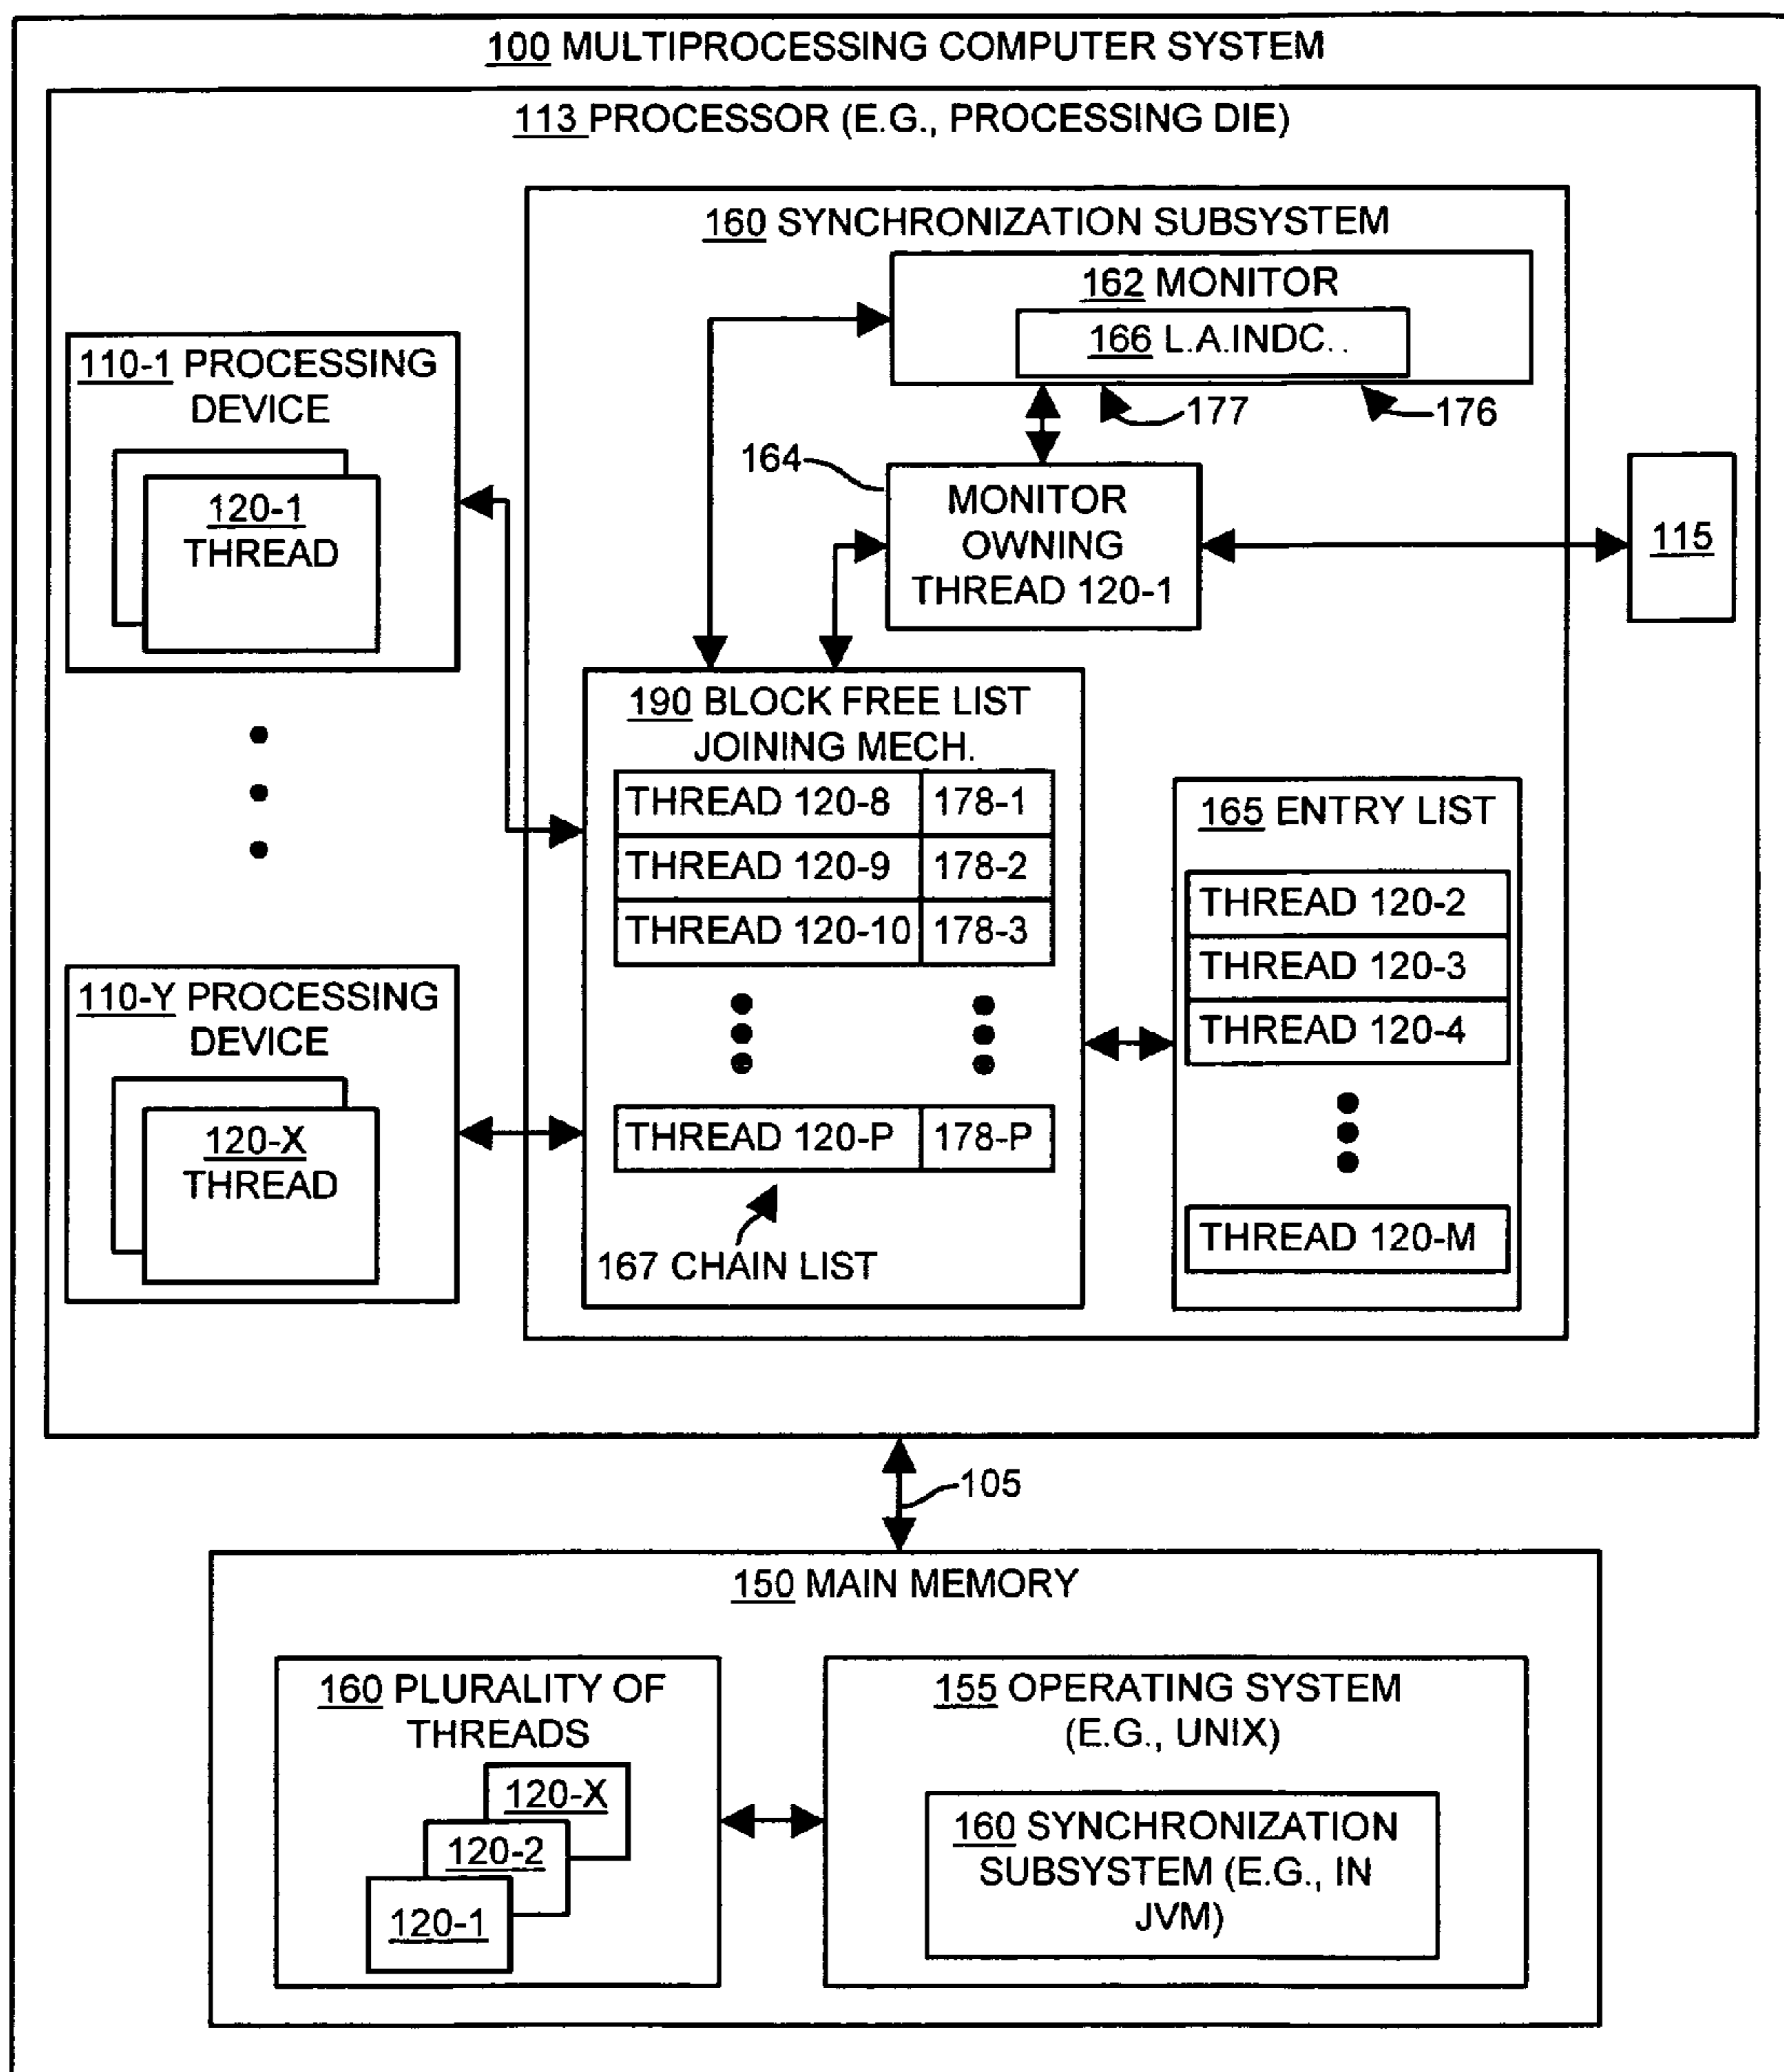 100 MULTIPROCESSING COMPUTER SYSTEM
113 PROCESSOR (E.G., PROCESSING DIE)
160 SYNCHRONIZATION SUBSYSTEM
162 MONITOR
166 L.A.INDC..
177
176
110-1 PROCESSING
DEVICE
120-1
THREAD
164
MONITOR
OWNING
THREAD 120-1
115
190 BLOCK FREE LIST
JOINING MECH.
THREAD 120-8 178-1
THREAD 120-9 178-2
THREAD 120-10 178-3
THREAD 120-P 178-P
167 CHAIN LIST
165 ENTRY LIST
THREAD 120-2
THREAD 120-3
THREAD 120-4
THREAD 120-M
110-Y PROCESSING
DEVICE
120-X
THREAD
105
150 MAIN MEMORY
160 PLURALITY OF
THREADS
120-X
120-2
120-1
155 OPERATING SYSTEM
(E.G., UNIX)
160 SYNCHRONIZATION
SUBSYSTEM (E.G., IN
JVM)